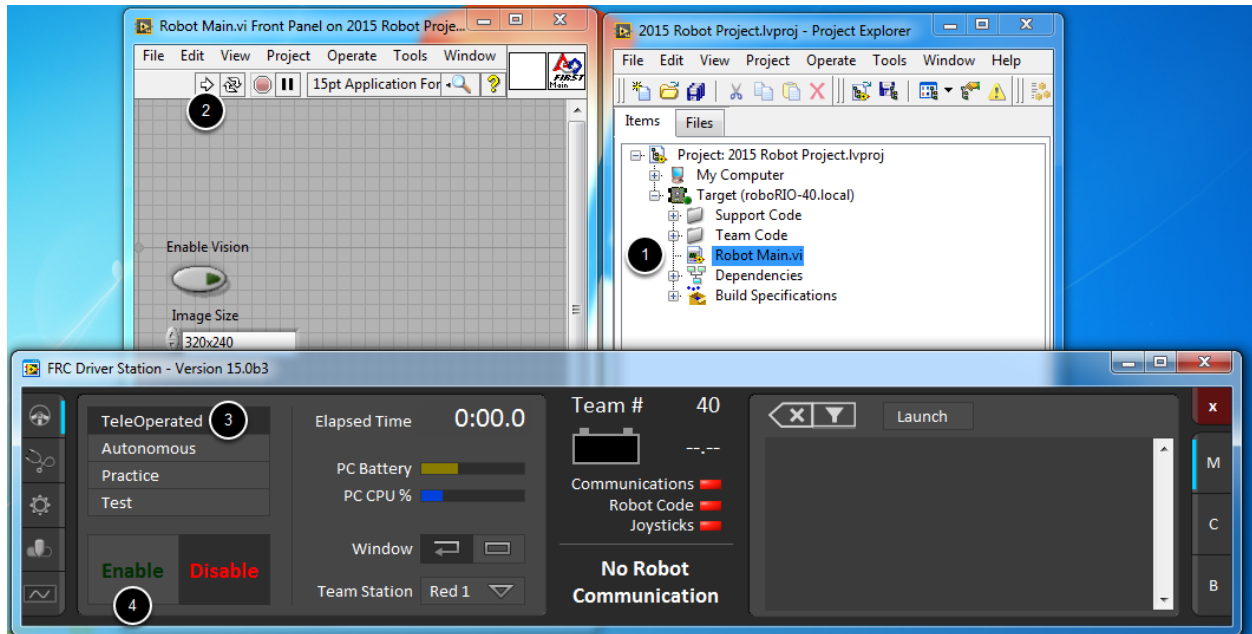 Robot Main.vi Front Panel on 2015 Robot Proje...
File Edit View Project Operate Tools Window
15pt Application For
FIRST
Main
2
Enable Vision
Image Size
320x240
2015 Robot Project.lvproj - Project Explorer
File Edit View Project Operate Tools Window Help
Items Files
Project: 2015 Robot Project.lvproj
My Computer
Target (roboRIO-40.local)
Support Code
Team Code
1 Robot Main.vi
Dependencies
Build Specifications
FRC Driver Station - Version 15.0b3
TeleOperated 3
Autonomous
Practice
Test
Enable Disable
4
Elapsed Time 0:00.0
PC Battery
PC CPU %
Window
Team Station Red 1
Team # 40
--.--
Communications
Robot Code
Joysticks
No Robot
Communication
Launch
X
M
C
B